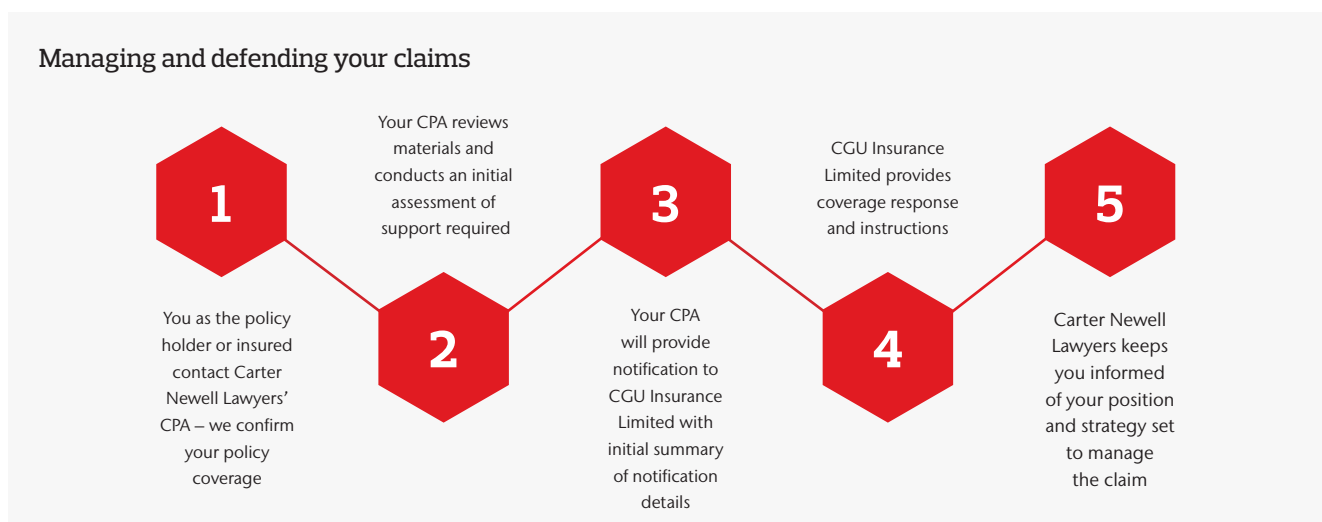 Managing and defending your claims
1
You as the policy
holder or insured
contact Carter
Newell Lawyers’
CPA – we confirm
your policy
coverage
Your CPA reviews
materials and
conducts an initial
assessment of
support required
2
3
Your CPA
will provide
notification to
CGU Insurance
Limited with
initial summary
of notification
details
CGU Insurance
Limited provides
coverage response
and instructions
4
5
Carter Newell
Lawyers keeps
you informed
of your position
and strategy set
to manage
the claim